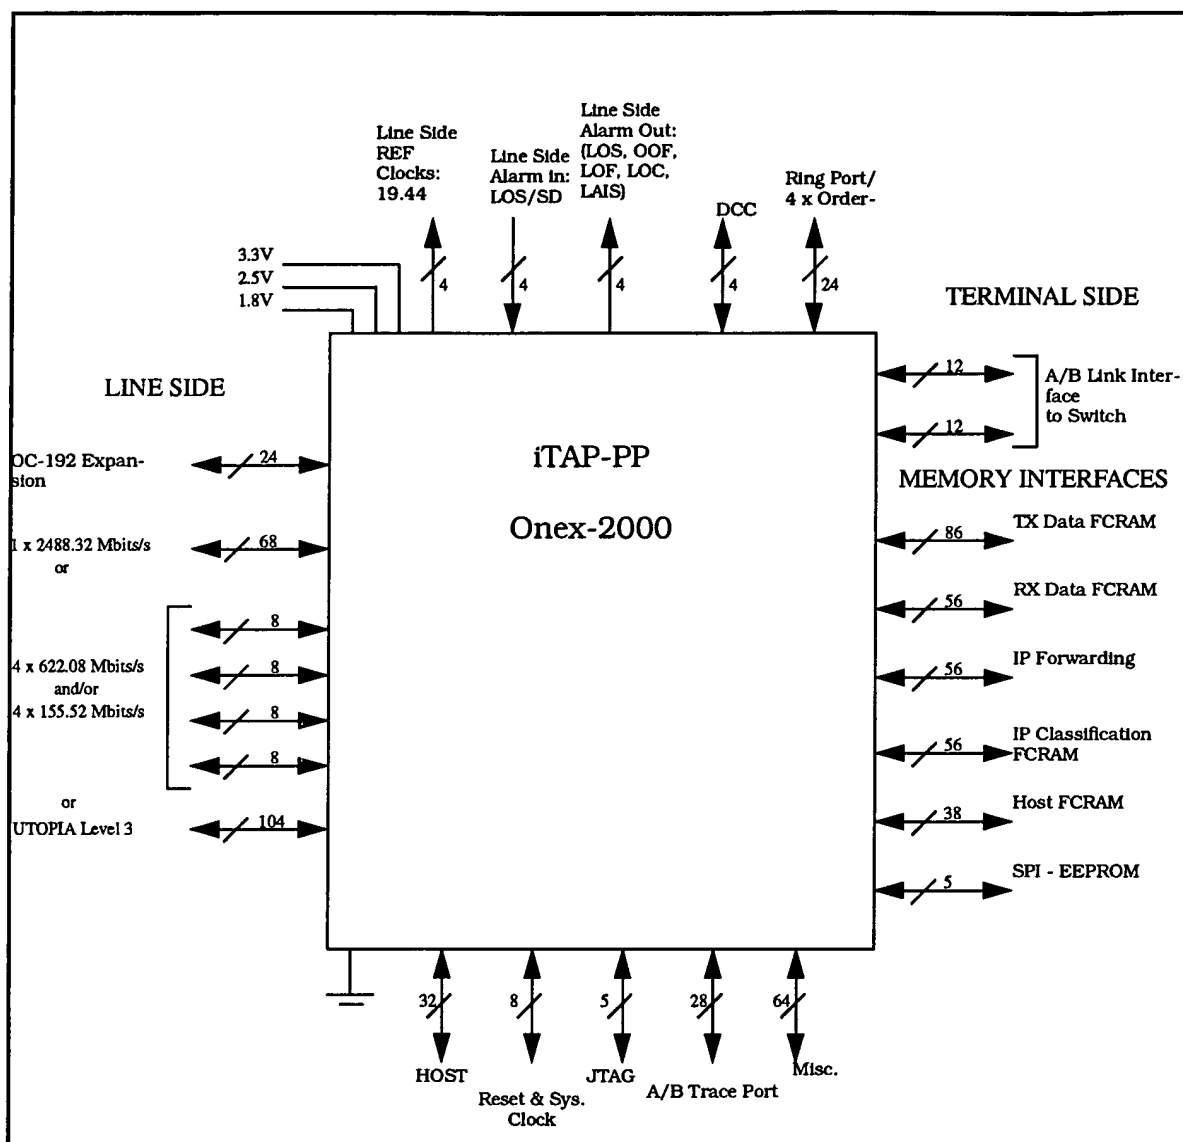 Line Side
REF
Clocks:
19.44
4
Line Side
Alarm in:
LOS/SD
4
Line Side
Alarm Out:
(LOS, OOF,
LOF, LOC,
LAIS)
4
DCC
4
Ring Port/
4 x Order-
24
3.3V
2.5V
1.8V
LINE SIDE
OC-192 Expan-
sion
24
1 x 2488.32 Mbits/s
68
or
8
4 x 622.08 Mbits/s
8
and/or
4 x 155.52 Mbits/s
8
8
or
UTOPIA Level 3
104
iTAP-PP
Onex-2000
TERMINAL SIDE
12
A/B Link Inter-
face
to Switch
12
MEMORY INTERFACES
TX Data FCRAM
86
RX Data FCRAM
56
IP Forwarding
56
IP Classification
FCRAM
56
Host FCRAM
38
SPI - EEPROM
5
32
HOST
8
Reset & Sys.
Clock
5
JTAG
28
A/B Trace Port
64
Misc.